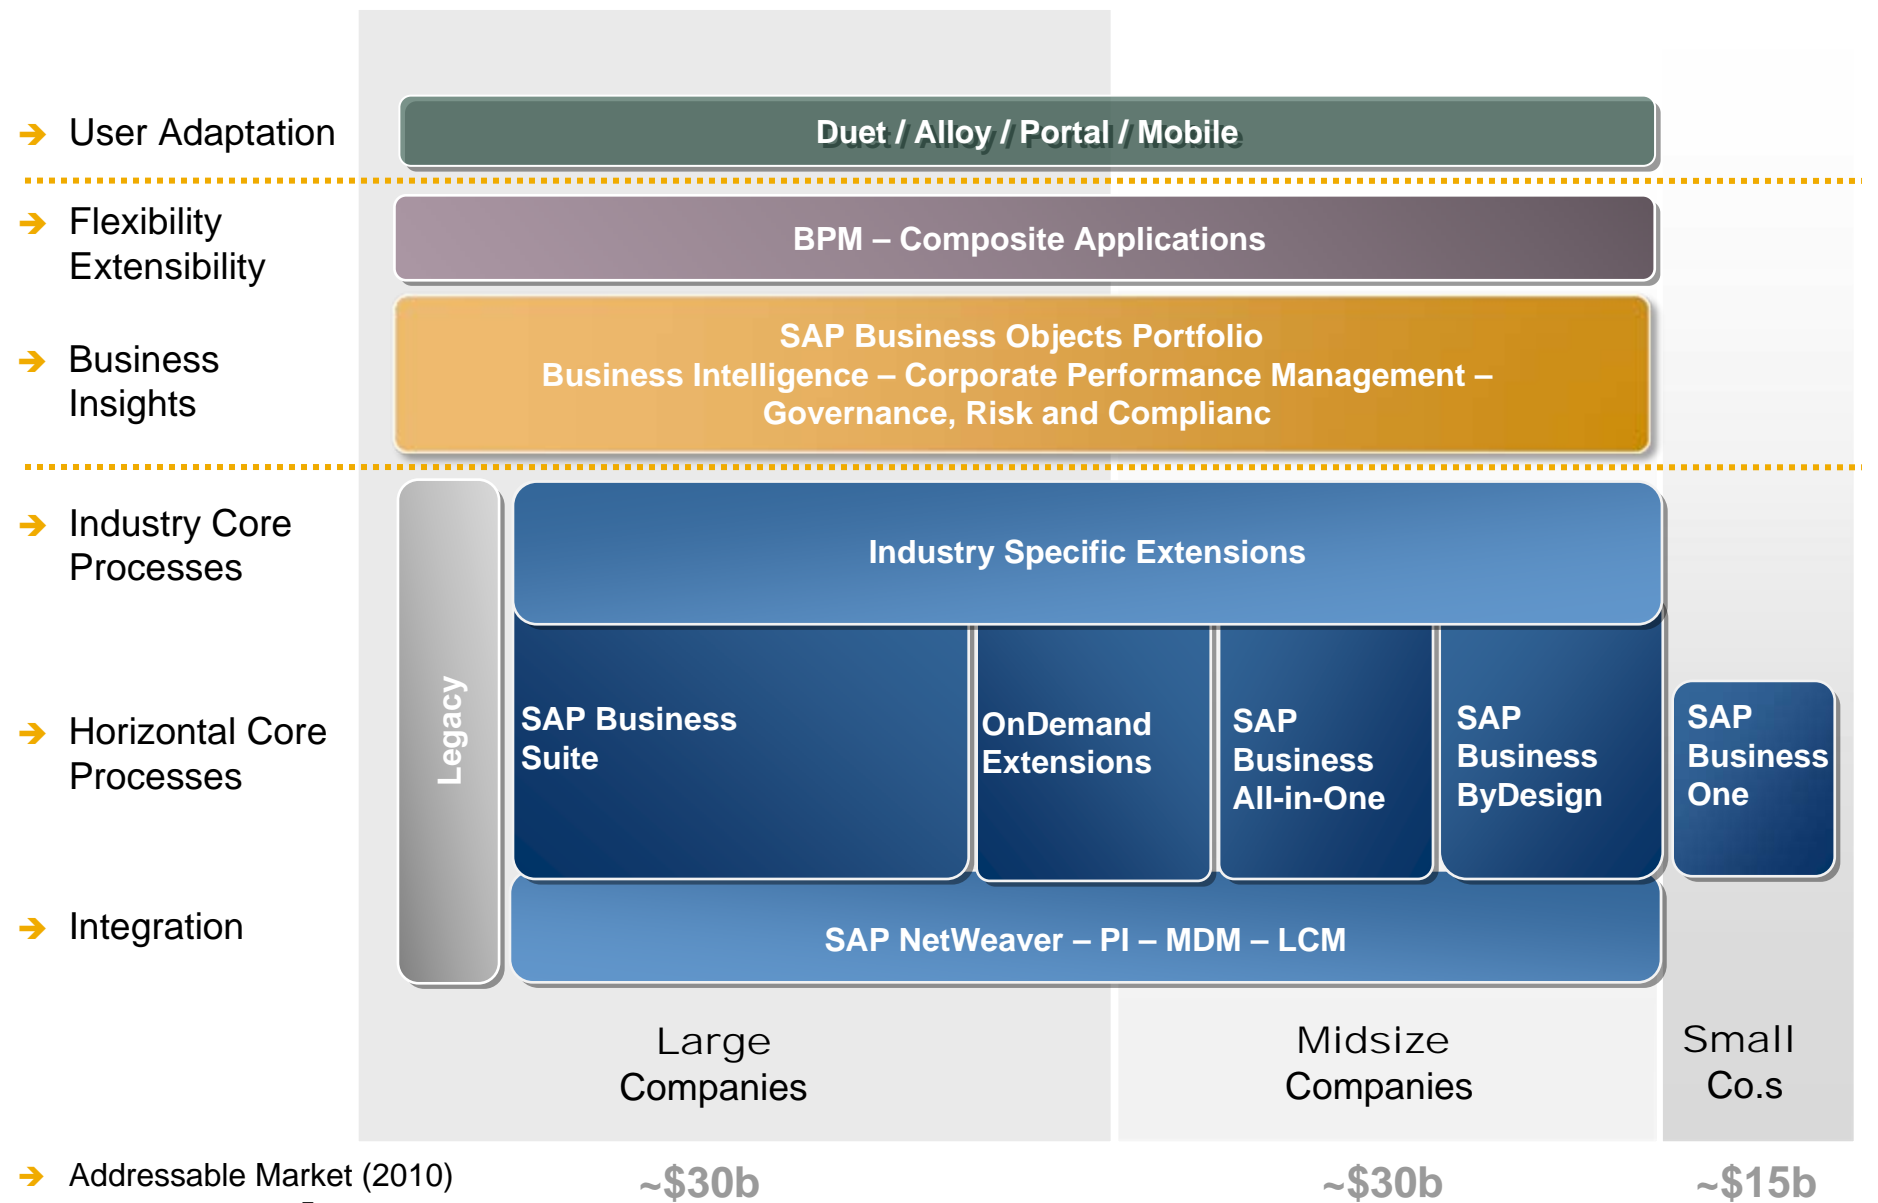 User Adaptation
Duet / Alloy / Portal / Mobile
Flexibility
Extensibility
BPM – Composite Applications
Business
Insights
SAP Business Objects Portfolio
Business Intelligence – Corporate Performance Management –
Governance, Risk and Complianc
Industry Core
Processes
Industry Specific Extensions
Horizontal Core
Processes
Legacy
SAP Business
Suite
OnDemand
Extensions
SAP
Business
All-in-One
SAP
Business
ByDesign
SAP
Business
One
Integration
SAP NetWeaver – PI – MDM – LCM
Large
Companies
Midsize
Companies
Small
Co.s
Addressable Market (2010)
~$30b
~$30b
~$15b